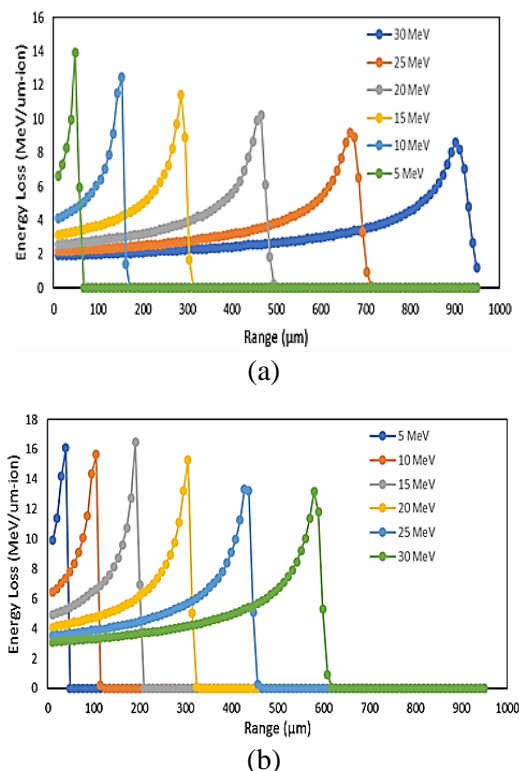 16
14
12
10
8
6
4
2
0
Energy Loss (MeV/um-ion)
30 MeV
25 MeV
20 MeV
15 MeV
10 MeV
5 MeV
0 100 200 300 400 500 600 700 800 900 1000
Range (μm)
(a)
18
16
14
12
10
8
6
4
2
0
Energy Loss (MeV/um-ion)
5 MeV
10 MeV
15 MeV
20 MeV
25 MeV
30 MeV
0 100 200 300 400 500 600 700 800 900 1000
Range (μm)
(b)